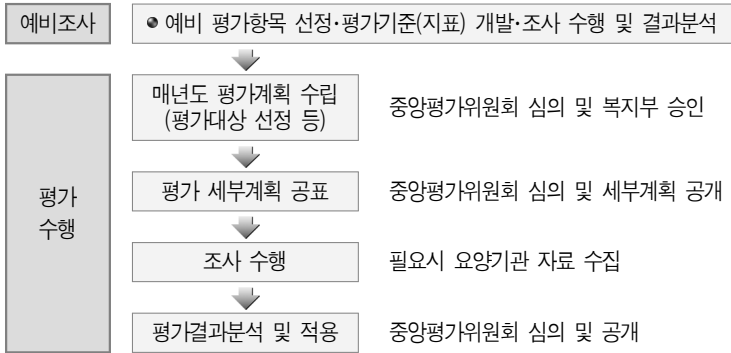 예비조사
● 예비 평가항목 선정·평가기준(지표) 개발·조사 수행 및 결과분석
매년도 평가계획 수립
(평가대상 선정 등)
중앙평가위원회 심의 및 복지부 승인
평가
수행
평가 세부계획 공표
중앙평가위원회 심의 및 세부계획 공개
조사 수행
필요시 요양기관 자료 수집
평가결과분석 및 적용
중앙평가위원회 심의 및 공개